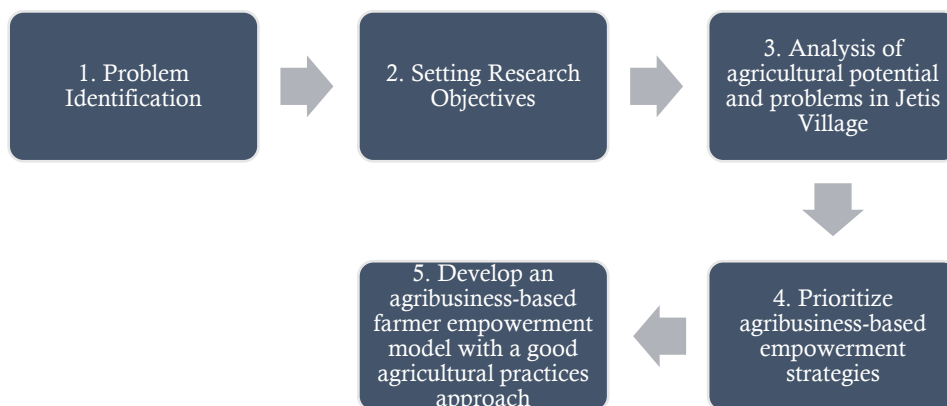 1. Problem
Identification
2. Setting Research
Objectives
3. Analysis of
agricultural potential
and problems in Jetis
Village
4. Prioritize
agribusiness-based
empowerment
strategies
5. Develop an
agribusiness-based
farmer empowerment
model with a good
agricultural practices
approach